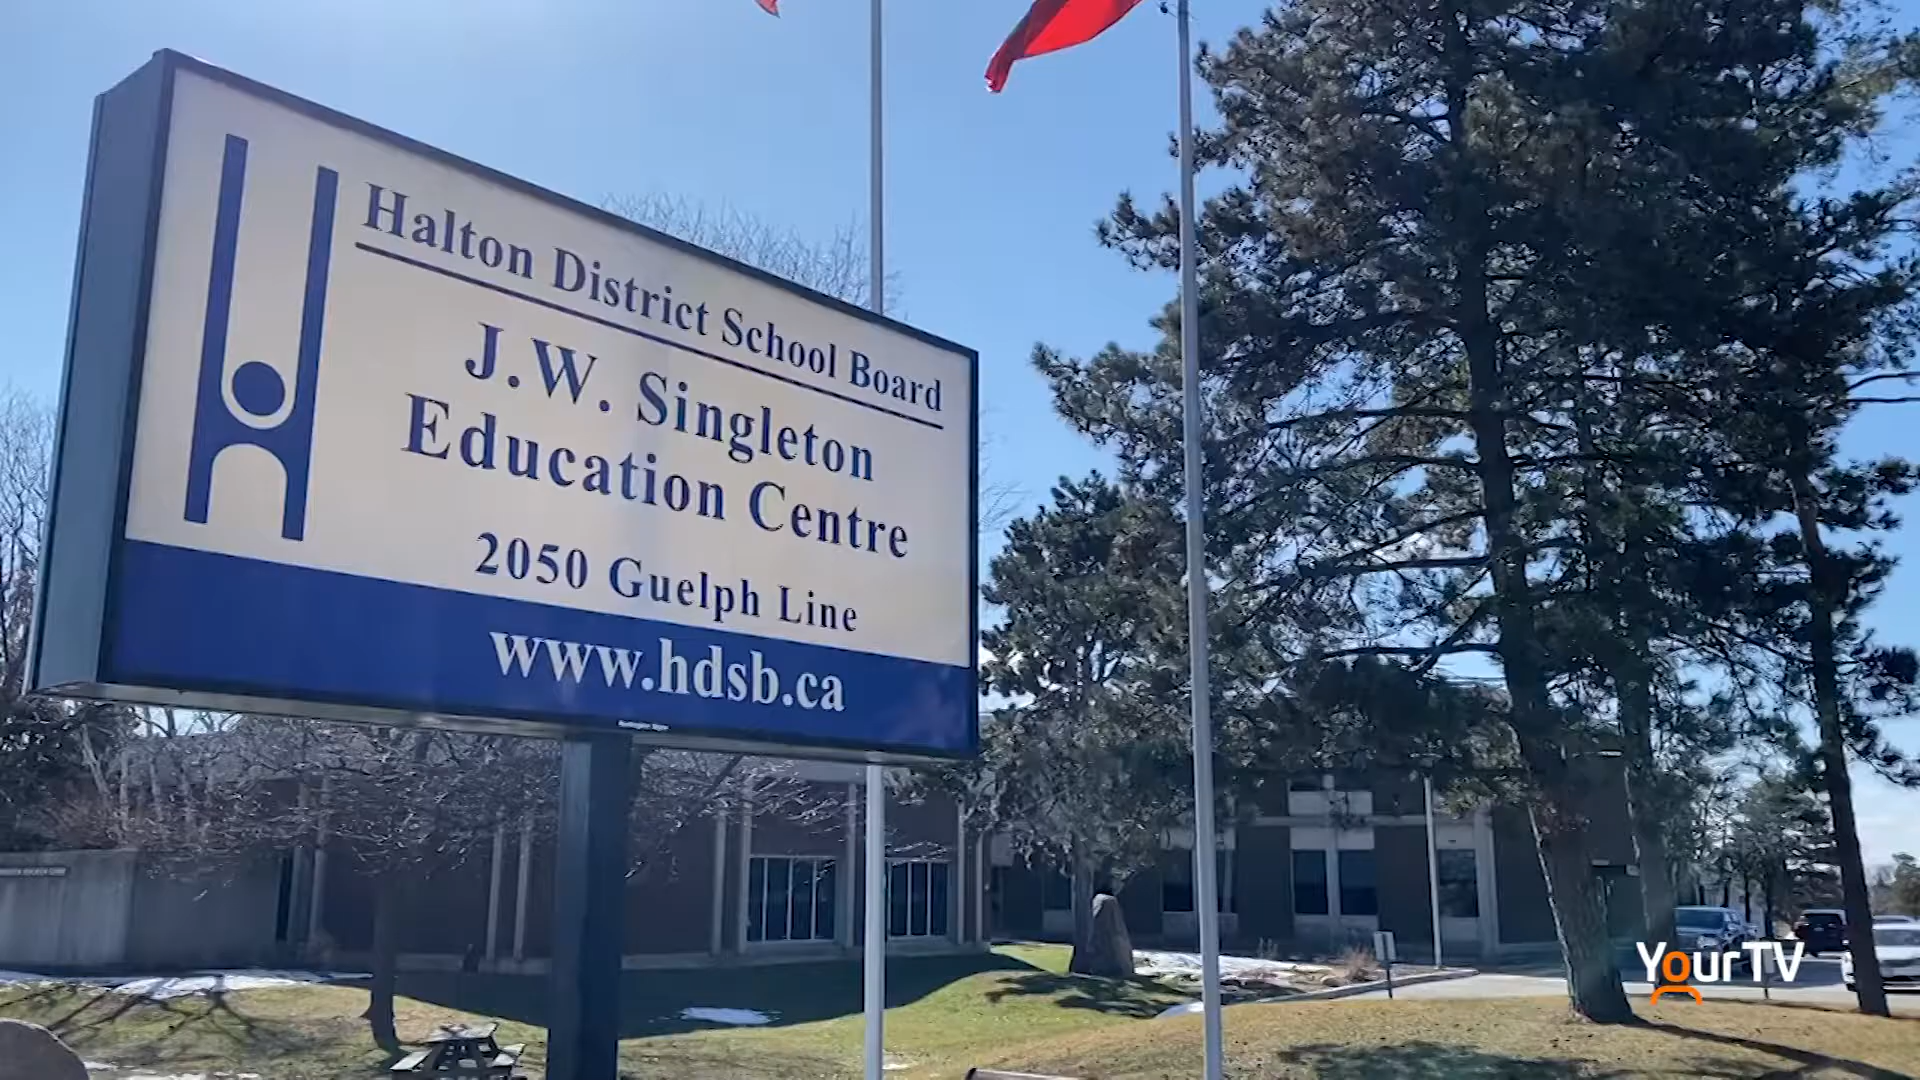 Halton District School Board
J.W. Singleton
Education Centre
2050 Guelph Line
www.hdsb.ca
YourTV